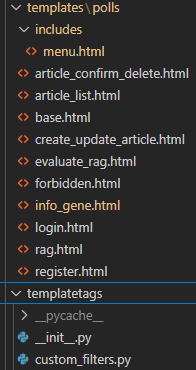 templates\polls
includes
<> menu.html
<> article_confirm_delete.html
<> article_list.html
<> base.html
<> create_update_article.html
<> evaluate_rag.html
<> forbidden.html
<> info_gene.html
<> login.html
<> rag.html
<> register.html
templatetags
__pycache__
__init__.py
custom_filters.py